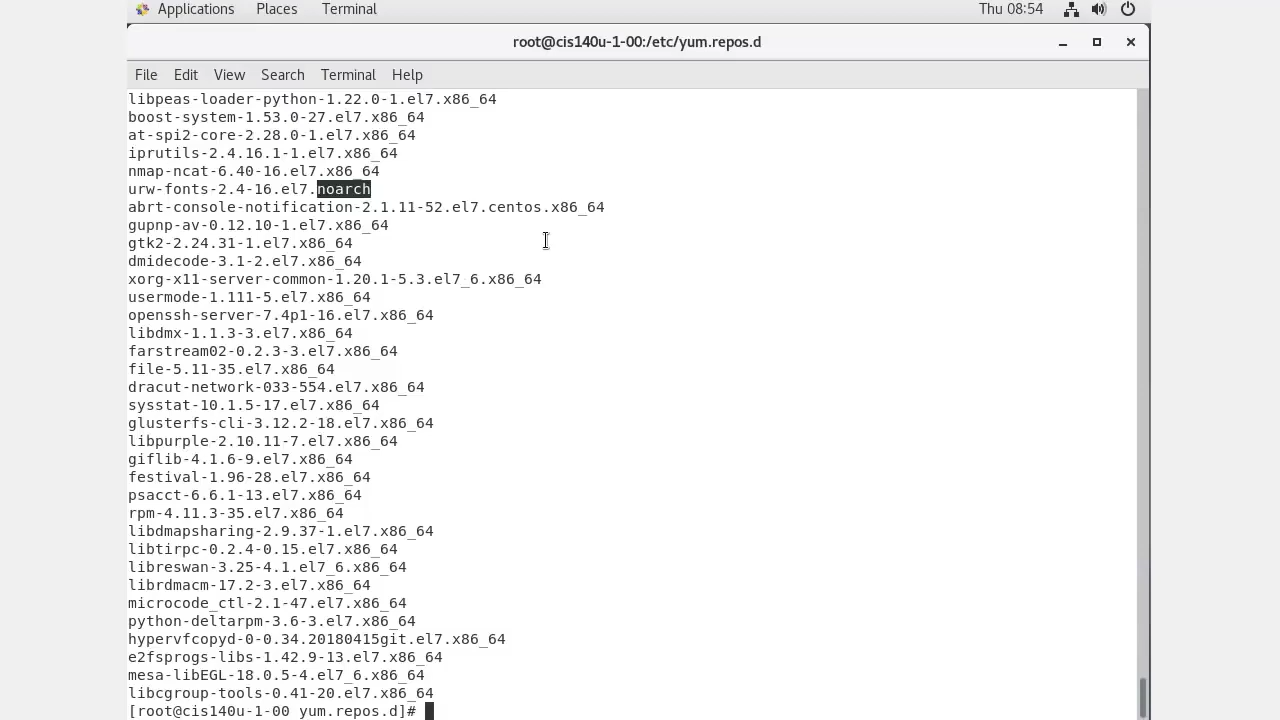 Applications Places Terminal Thu 08:54
root@cis140u-1-00:/etc/yum.repos.d
File Edit View Search Terminal Help
libpeas-loader-python-1.22.0-1.el7.x86_64
boost-system-1.53.0-27.el7.x86_64
at-spi2-core-2.28.0-1.el7.x86_64
iprutils-2.4.16.1-1.el7.x86_64
nmap-ncat-6.40-16.el7.x86_64
urw-fonts-2.4-16.el7.noarch
abrt-console-notification-2.1.11-52.el7.centos.x86_64
gupnp-av-0.12.10-1.el7.x86_64
gtk2-2.24.31-1.el7.x86_64
dmidecode-3.1-2.el7.x86_64
xorg-x11-server-common-1.20.1-5.3.el7_6.x86_64
usermode-1.111-5.el7.x86_64
openssh-server-7.4p1-16.el7.x86_64
libdmx-1.1.3-3.el7.x86_64
farstream02-0.2.3-3.el7.x86_64
file-5.11-35.el7.x86_64
dracut-network-033-554.el7.x86_64
sysstat-10.1.5-17.el7.x86_64
glusterfs-cli-3.12.2-18.el7.x86_64
libpurple-2.10.11-7.el7.x86_64
giflib-4.1.6-9.el7.x86_64
festival-1.96-28.el7.x86_64
psacct-6.6.1-13.el7.x86_64
rpm-4.11.3-35.el7.x86_64
libdmapsharing-2.9.37-1.el7.x86_64
libtirpc-0.2.4-0.15.el7.x86_64
libreswan-3.25-4.1.el7_6.x86_64
librdmacm-17.2-3.el7.x86_64
microcode_ctl-2.1-47.el7.x86_64
python-deltarpm-3.6-3.el7.x86_64
hypervfcopyd-0-0.34.20180415git.el7.x86_64
e2fsprogs-libs-1.42.9-13.el7.x86_64
mesa-libEGL-18.0.5-4.el7_6.x86_64
libcgroup-tools-0.41-20.el7.x86_64
[root@cis140u-1-00 yum.repos.d]#